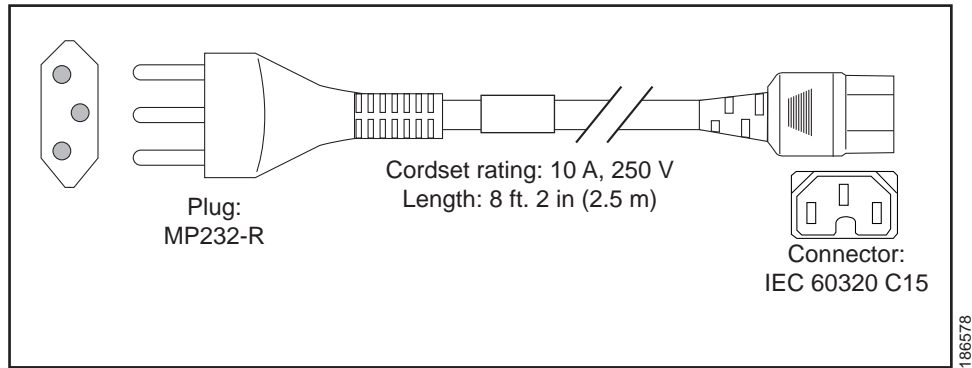 Cordset rating: 10 A, 250 V
Length: 8 ft. 2 in (2.5 m)
Plug:
MP232-R
Connector:
IEC 60320 C15
186578